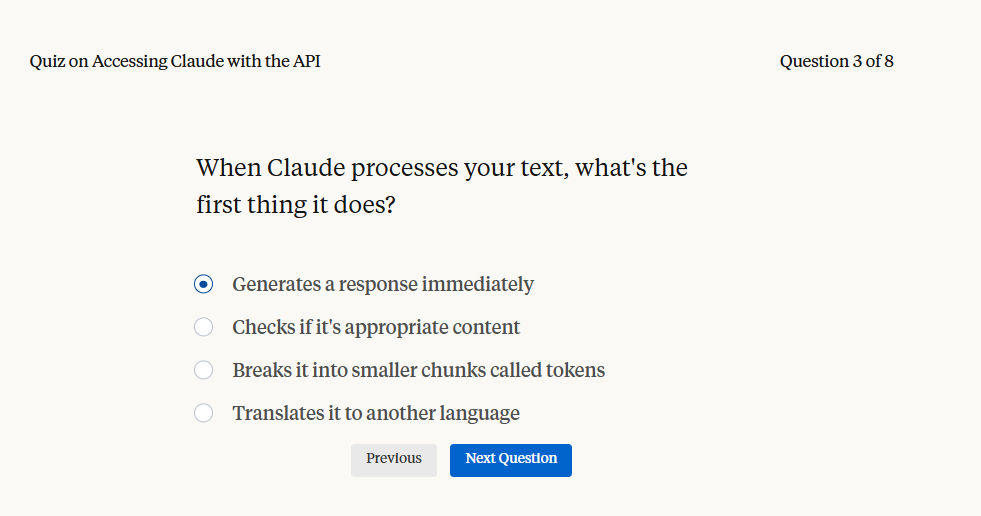 Quiz on Accessing Claude with the API
Question 3 of 8
When Claude processes your text, what's the
first thing it does?
Generates a response immediately
Checks if it's appropriate content
Breaks it into smaller chunks called tokens
Translates it to another language
Previous
Next Question